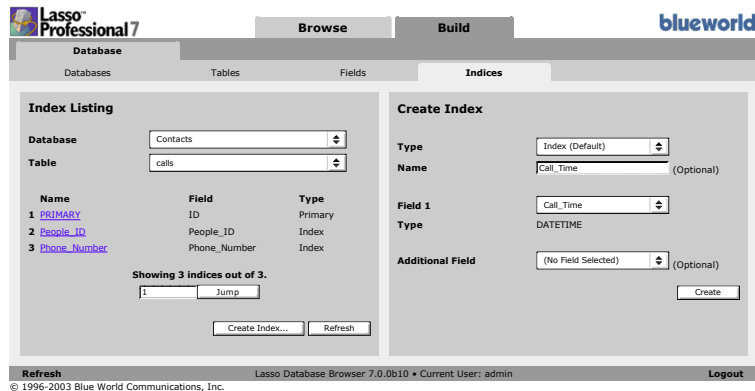 Lasso™
Professional 7
Browse
Build
blueworld
Database
Databases
Tables
Fields
Indices
Index Listing
Database
Contacts
Table
calls
Name Field Type
1 PRIMARY ID Primary
2 People_ID People_ID Index
3 Phone_Number Phone_Number Index
Showing 3 indices out of 3.
1
Jump
Create Index...
Refresh
Create Index
Type
Index (Default)
Name
Call_Time
(Optional)
Field 1
Call_Time
Type
DATETIME
Additional Field
(No Field Selected)
(Optional)
Create
Refresh
Lasso Database Browser 7.0.0b10 • Current User: admin
Logout
© 1996-2003 Blue World Communications, Inc.